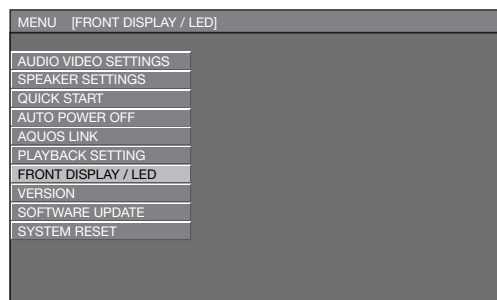 MENU [FRONT DISPLAY / LED]
AUDIO VIDEO SETTINGS
SPEAKER SETTINGS
QUICK START
AUTO POWER OFF
AQUOS LINK
PLAYBACK SETTING
FRONT DISPLAY / LED
VERSION
SOFTWARE UPDATE
SYSTEM RESET